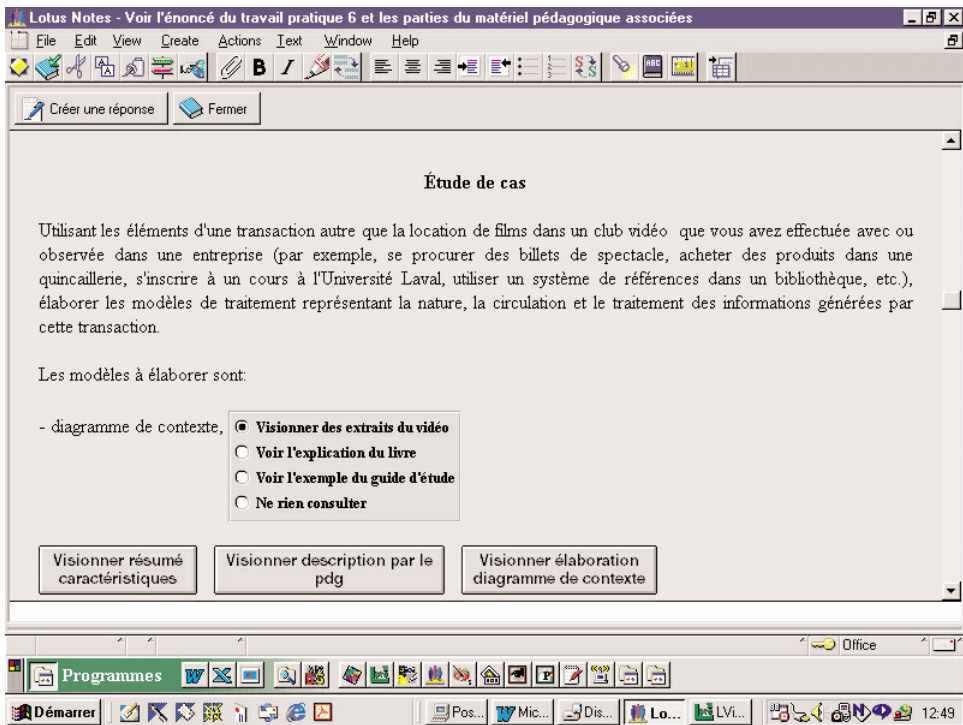 Lotus Notes - Voir l'énoncé du travail pratique 6 et les parties du matériel pédagogique associées
File Edit View Create Actions Text Window Help
Créer une réponse Fermer
Étude de cas
Utilisant les éléments d'une transaction autre que la location de films dans un club vidéo que vous avez effectuée avec ou
observée dans une entreprise (par exemple, se procurer des billets de spectacle, acheter des produits dans une
quincaillerie, s'inscrire à un cours à l'Université Laval, utiliser un système de références dans un bibliothèque, etc.),
élaborer les modèles de traitement représentant la nature, la circulation et le traitement des informations générées par
cette transaction.
Les modèles à élaborer sont:
- diagramme de contexte,
Visionner des extraits du vidéo
Voir l'explication du livre
Voir l'exemple du guide d'étude
Ne rien consulter
Visionner résumé
caractéristiques
Visionner description par le
pdg
Visionner élaboration
diagramme de contexte
Office
Programmes
Démarrer Pos... Mic... Dis... Lo... LVi... 12:49